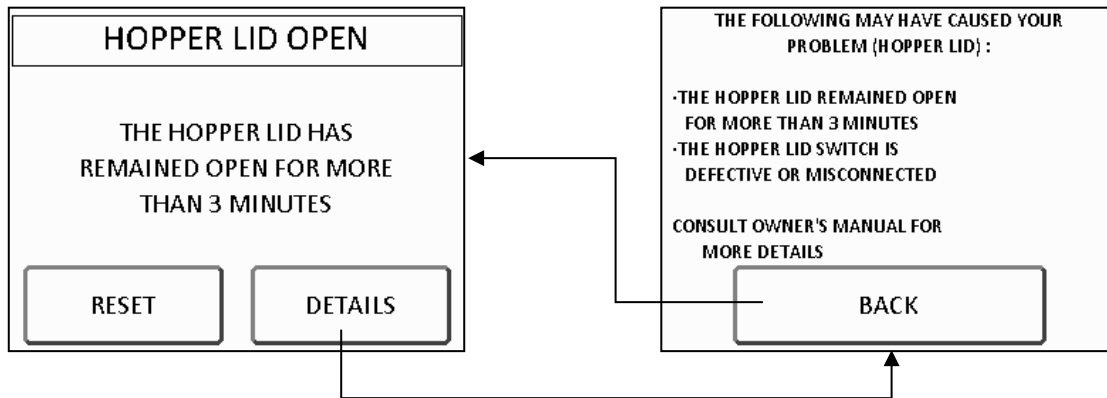 HOPPER LID OPEN
THE HOPPER LID HAS
REMAINED OPEN FOR MORE
THAN 3 MINUTES
RESET
DETAILS
THE FOLLOWING MAY HAVE CAUSED YOUR
PROBLEM (HOPPER LID) :
·THE HOPPER LID REMAINED OPEN
FOR MORE THAN 3 MINUTES
·THE HOPPER LID SWITCH IS
DEFECTIVE OR MISCONNECTED
CONSULT OWNER'S MANUAL FOR
MORE DETAILS
BACK